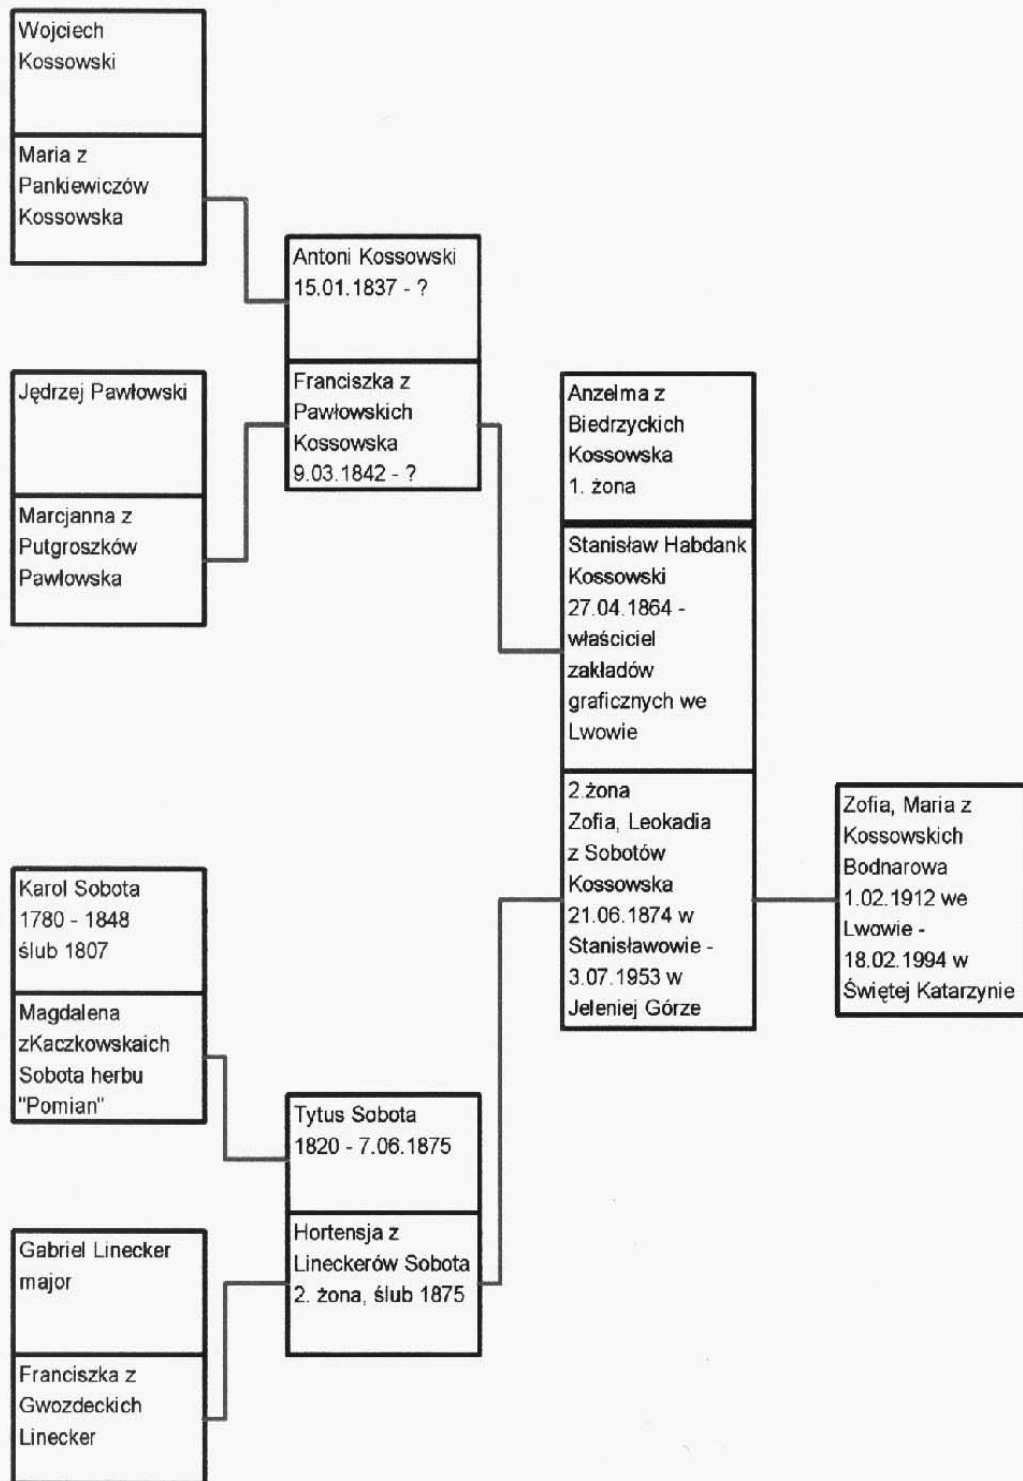 Wojciech
Kossowski
Maria z
Pankiewiczów
Kossowska
Antoni Kossowski
15.01.1837 - ?
Franciszka z
Pawłowskich
Kossowska
9.03.1842 - ?
Jędrzej Pawłowski
Marcjanna z
Putgroszków
Pawłowska
Anzelma z
Biedrzyckich
Kossowska
1. żona
Stanisław Habdank
Kossowski
27.04.1864 -
właściciel
zakładów
graficznych we
Lwowie
2.żona
Zofia, Leokadia
z Sobotów
Kossowska
21.06.1874 w
Stanisławowie -
3.07.1953 w
Jeleniej Górze
Zofia, Maria z
Kossowskich
Bodnarowa
1.02.1912 we
Lwowie -
18.02.1994 w
Świętej Katarzynie
Karol Sobota
1780 - 1848
ślub 1807
Magdalena
zKaczkowskaich
Sobota herbu
"Pomian"
Tytus Sobota
1820 - 7.06.1875
Hortensja z
Lineckerów Sobota
2. żona, ślub 1875
Gabriel Linecker
major
Franciszka z
Gwozdeckich
Linecker